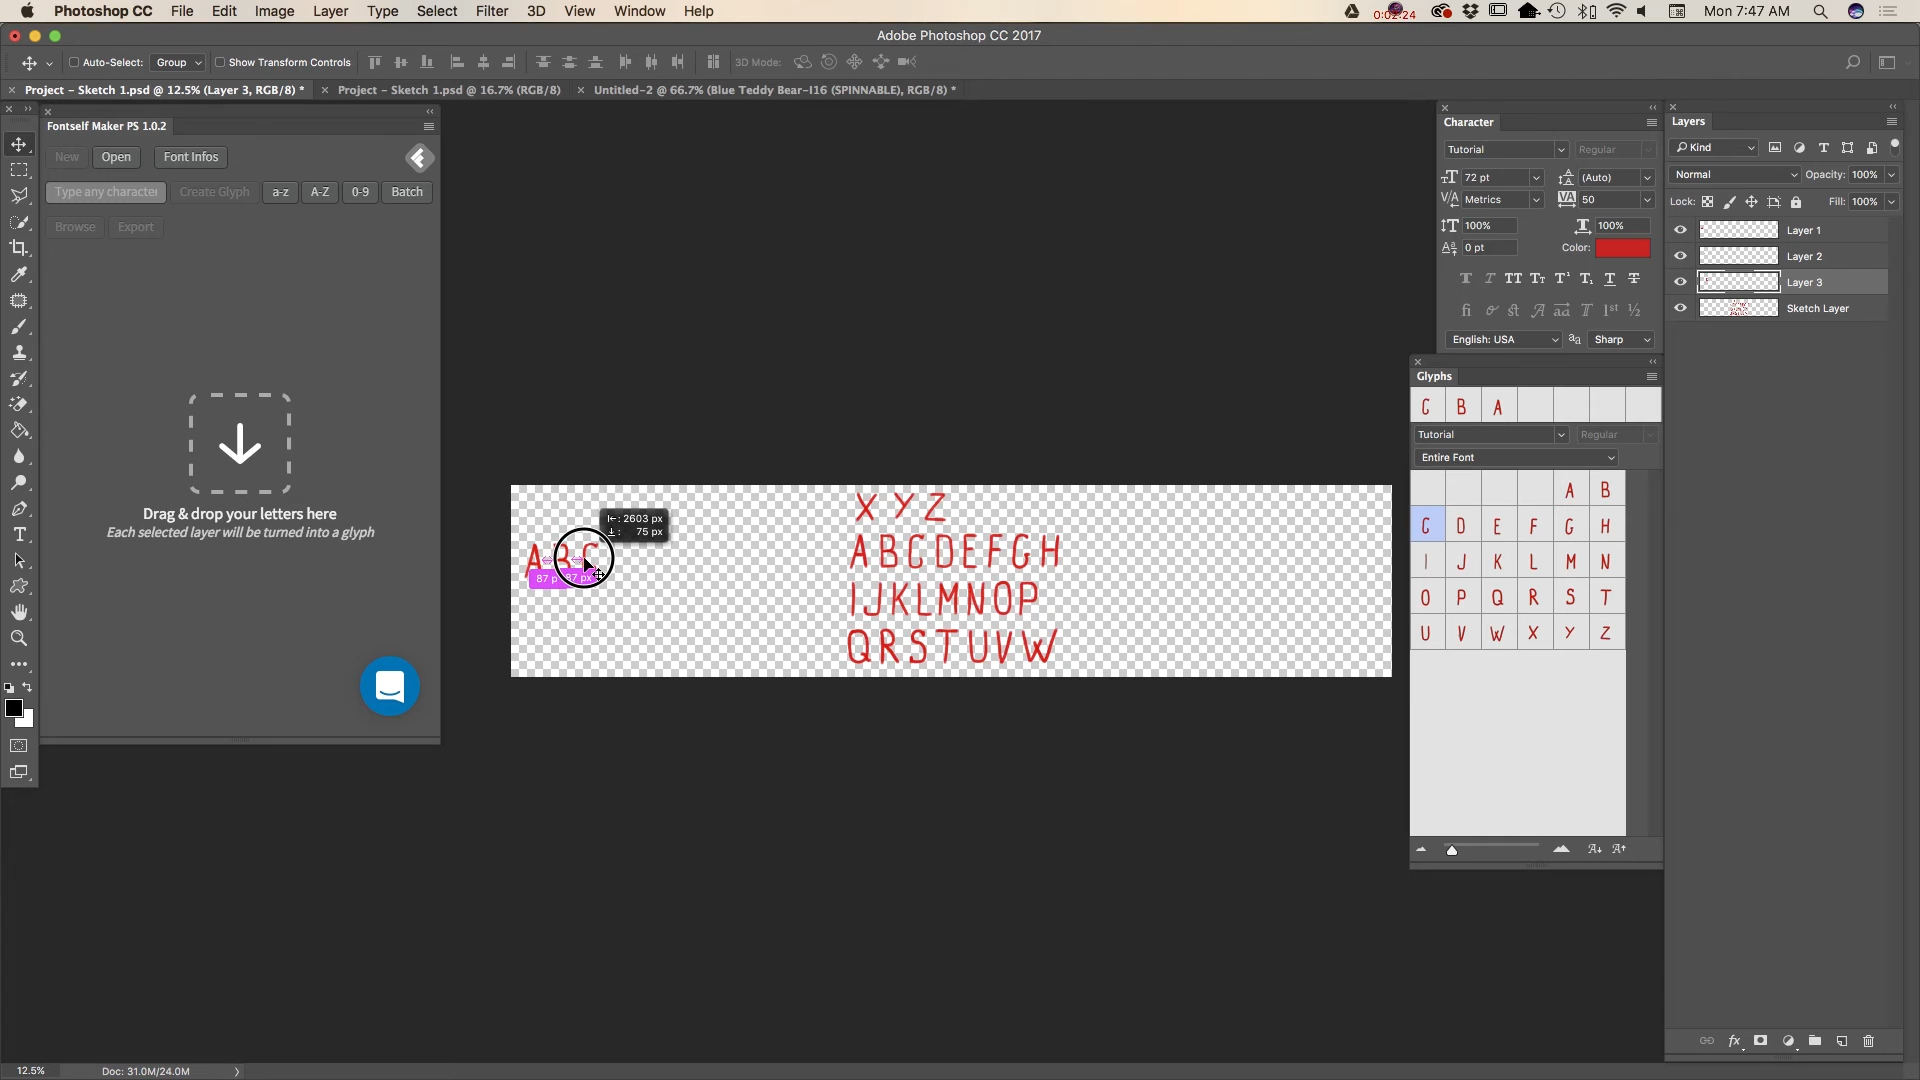 Photoshop CC File Edit Image Layer Type Select Filter 3D View Window Help
0:02:24
Mon 7:47 AM
Adobe Photoshop CC 2017
Auto-Select: Group Show Transform Controls 3D Mode:
Project – Sketch 1.psd @ 12.5% (Layer 3, RGB/8) *
Project – Sketch 1.psd @ 16.7% (RGB/8)
Untitled-2 @ 66.7% (Blue Teddy Bear-I16 (SPINNABLE), RGB/8) *
Fontself Maker PS 1.0.2
New Open Font Infos
Type any character Create Glyph a-z A-Z 0-9 Batch
Browse Export
Drag & drop your letters here
Each selected layer will be turned into a glyph
2603 px
75 px
A B C
87 p 87 px
X Y Z
A B C D E F G H
I J K L M N O P
Q R S T U V W
Character
Tutorial Regular
72 pt (Auto)
Metrics 50
100% 100%
0 pt Color:
English: USA Sharp
Glyphs
C B A
Tutorial Regular
Entire Font
A B
C D E F G H
I J K L M N
O P Q R S T
U V W X Y Z
Layers
Kind
Normal Opacity: 100%
Lock: Fill: 100%
Layer 1
Layer 2
Layer 3
Sketch Layer
12.5% Doc: 31.0M/24.0M